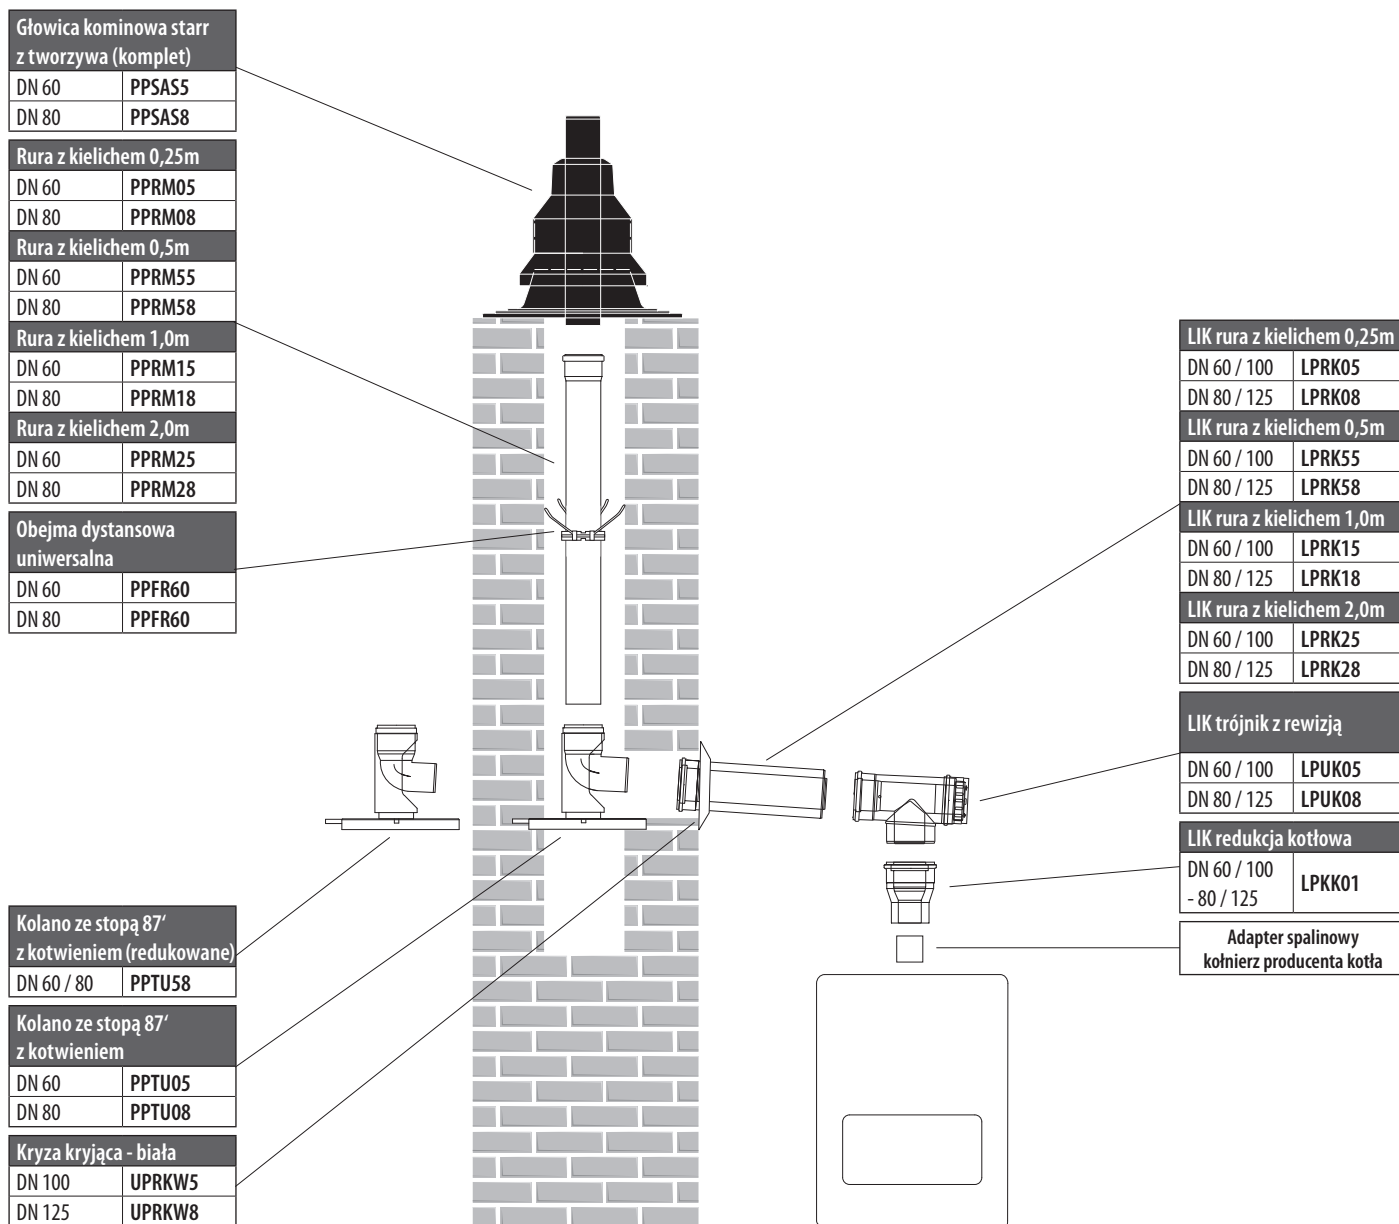 Głowica kominowa starr
z tworzywa (komplet)
DN 60 PPSAS5
DN 80 PPSAS8
Rura z kielichem 0,25m
DN 60 PPRM05
DN 80 PPRM08
Rura z kielichem 0,5m
DN 60 PPRM55
DN 80 PPRM58
Rura z kielichem 1,0m
DN 60 PPRM15
DN 80 PPRM18
Rura z kielichem 2,0m
DN 60 PPRM25
DN 80 PPRM28
Obejma dystansowa
uniwersalna
DN 60 PPFR60
DN 80 PPFR60
Kolano ze stopą 87‘
z kotwieniem (redukowane)
DN 60 / 80 PPTU58
Kolano ze stopą 87‘
z kotwieniem
DN 60 PPTU05
DN 80 PPTU08
Kryza kryjąca - biała
DN 100 UPRKW5
DN 125 UPRKW8
LIK rura z kielichem 0,25m
DN 60 / 100 LPRK05
DN 80 / 125 LPRK08
LIK rura z kielichem 0,5m
DN 60 / 100 LPRK55
DN 80 / 125 LPRK58
LIK rura z kielichem 1,0m
DN 60 / 100 LPRK15
DN 80 / 125 LPRK18
LIK rura z kielichem 2,0m
DN 60 / 100 LPRK25
DN 80 / 125 LPRK28
LIK trójnik z rewizją
DN 60 / 100 LPUK05
DN 80 / 125 LPUK08
LIK redukcja kotłowa
DN 60 / 100
- 80 / 125 LPKK01
Adapter spalinowy
kołnierz producenta kotła